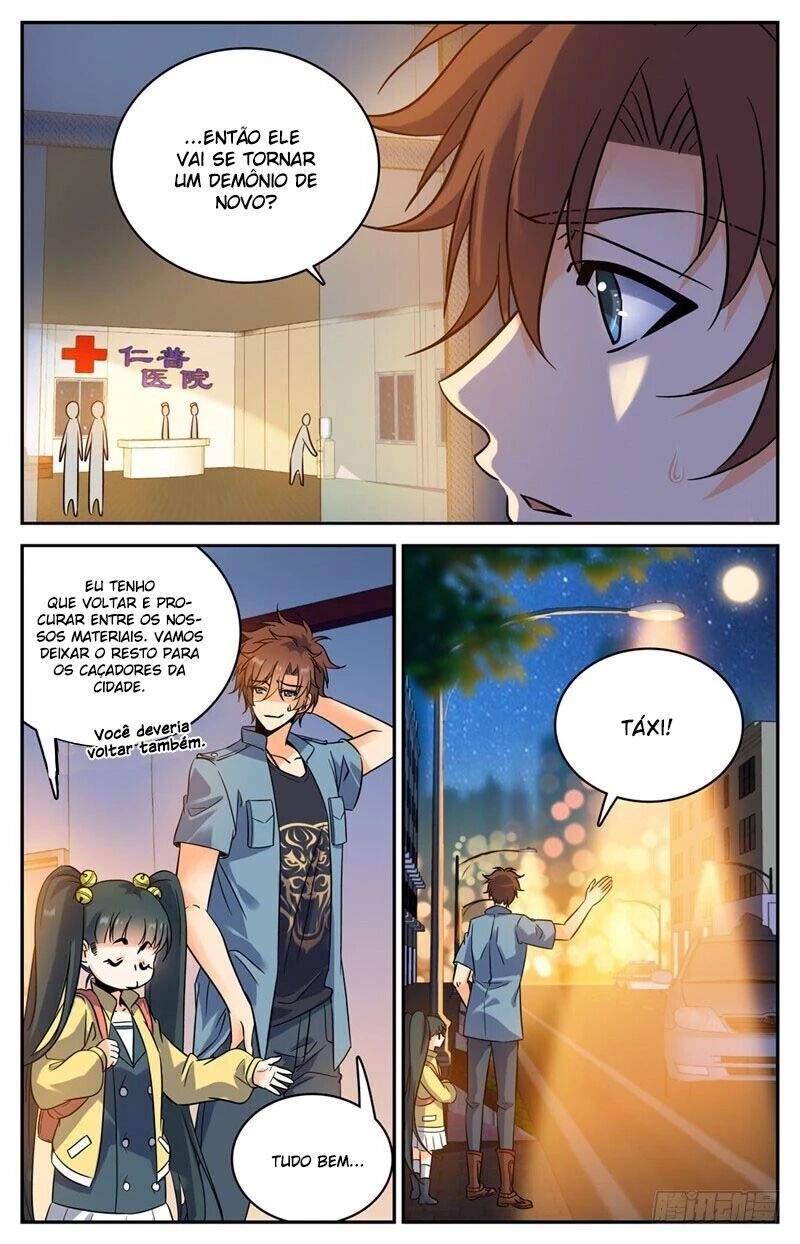 ...ENTÃO ELE
VAI SE TORNAR
UM DEMÔNIO DE
NOVO?
仁普
医院
EU TENHO
QUE VOLTAR E PRO-
CURAR ENTRE OS NOS-
SOS MATERIAIS. VAMOS
DEIXAR O RESTO PARA
OS CAÇADORES DA
CIDADE.
Você deveria
voltar também.
TUDO BEM...
TÁXI!
腾讯动漫